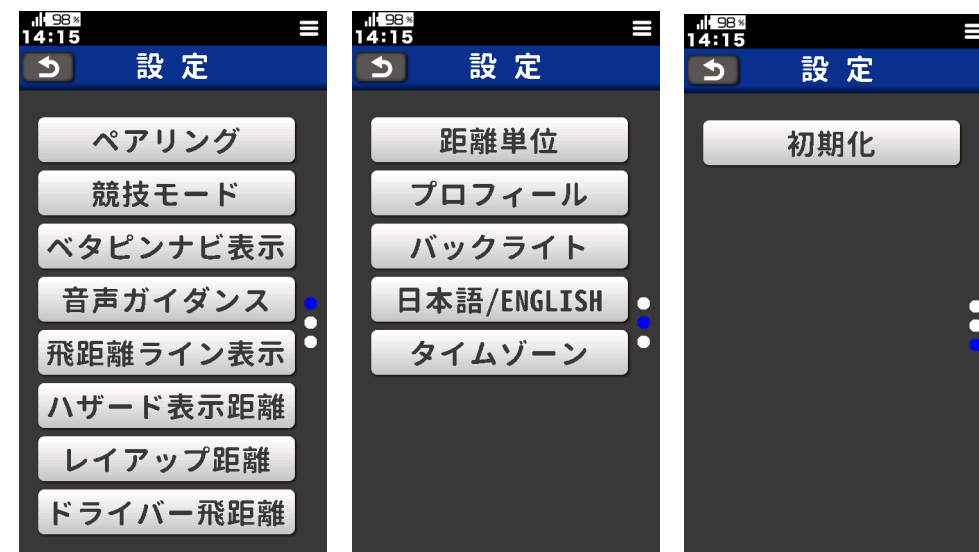 98%
14:15
設定
ペアリング
競技モード
ベタピンナビ表示
音声ガイダンス
飛距離ライン表示
ハザード表示距離
レイアップ距離
ドライバー飛距離
98%
14:15
設定
距離単位
プロフィール
バックライト
日本語/ENGLISH
タイムゾーン
98%
14:15
設定
初期化